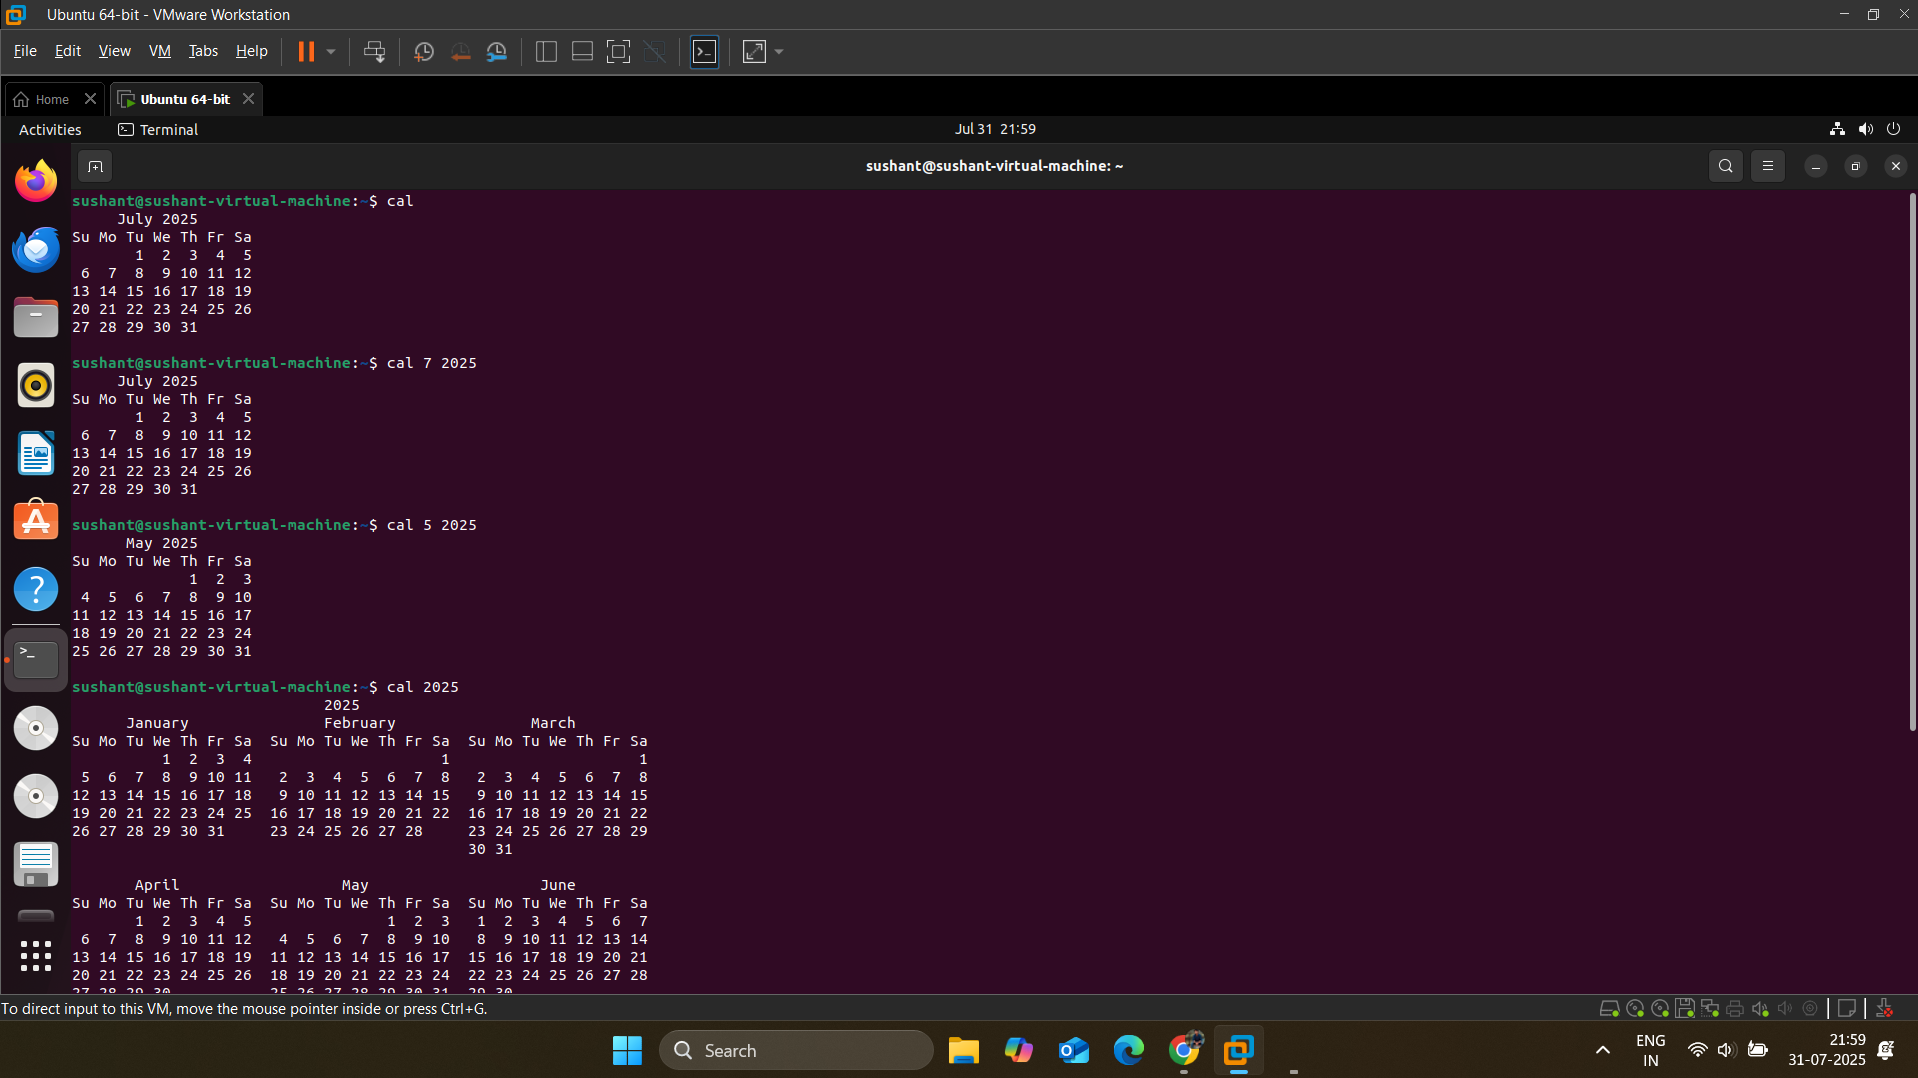 Ubuntu 64-bit - VMware Workstation
File Edit View VM Tabs Help
Home Ubuntu 64-bit
Activities Terminal Jul 31 21:59
sushant@sushant-virtual-machine: ~
sushant@sushant-virtual-machine:~$ cal
July 2025
Su Mo Tu We Th Fr Sa
1 2 3 4 5
6 7 8 9 10 11 12
13 14 15 16 17 18 19
20 21 22 23 24 25 26
27 28 29 30 31
sushant@sushant-virtual-machine:~$ cal 7 2025
July 2025
Su Mo Tu We Th Fr Sa
1 2 3 4 5
6 7 8 9 10 11 12
13 14 15 16 17 18 19
20 21 22 23 24 25 26
27 28 29 30 31
sushant@sushant-virtual-machine:~$ cal 5 2025
May 2025
Su Mo Tu We Th Fr Sa
1 2 3
4 5 6 7 8 9 10
11 12 13 14 15 16 17
18 19 20 21 22 23 24
25 26 27 28 29 30 31
sushant@sushant-virtual-machine:~$ cal 2025
2025
January February March
Su Mo Tu We Th Fr Sa Su Mo Tu We Th Fr Sa Su Mo Tu We Th Fr Sa
1 2 3 4 1 1
5 6 7 8 9 10 11 2 3 4 5 6 7 8 2 3 4 5 6 7 8
12 13 14 15 16 17 18 9 10 11 12 13 14 15 9 10 11 12 13 14 15
19 20 21 22 23 24 25 16 17 18 19 20 21 22 16 17 18 19 20 21 22
26 27 28 29 30 31 23 24 25 26 27 28 23 24 25 26 27 28 29
30 31
April May June
Su Mo Tu We Th Fr Sa Su Mo Tu We Th Fr Sa Su Mo Tu We Th Fr Sa
1 2 3 4 5 1 2 3 1 2 3 4 5 6 7
6 7 8 9 10 11 12 4 5 6 7 8 9 10 8 9 10 11 12 13 14
13 14 15 16 17 18 19 11 12 13 14 15 16 17 15 16 17 18 19 20 21
20 21 22 23 24 25 26 18 19 20 21 22 23 24 22 23 24 25 26 27 28
27 28 29 30 25 26 27 28 29 30 31 29 30
To direct input to this VM, move the mouse pointer inside or press Ctrl+G.
Search
ENG
IN
21:59
31-07-2025